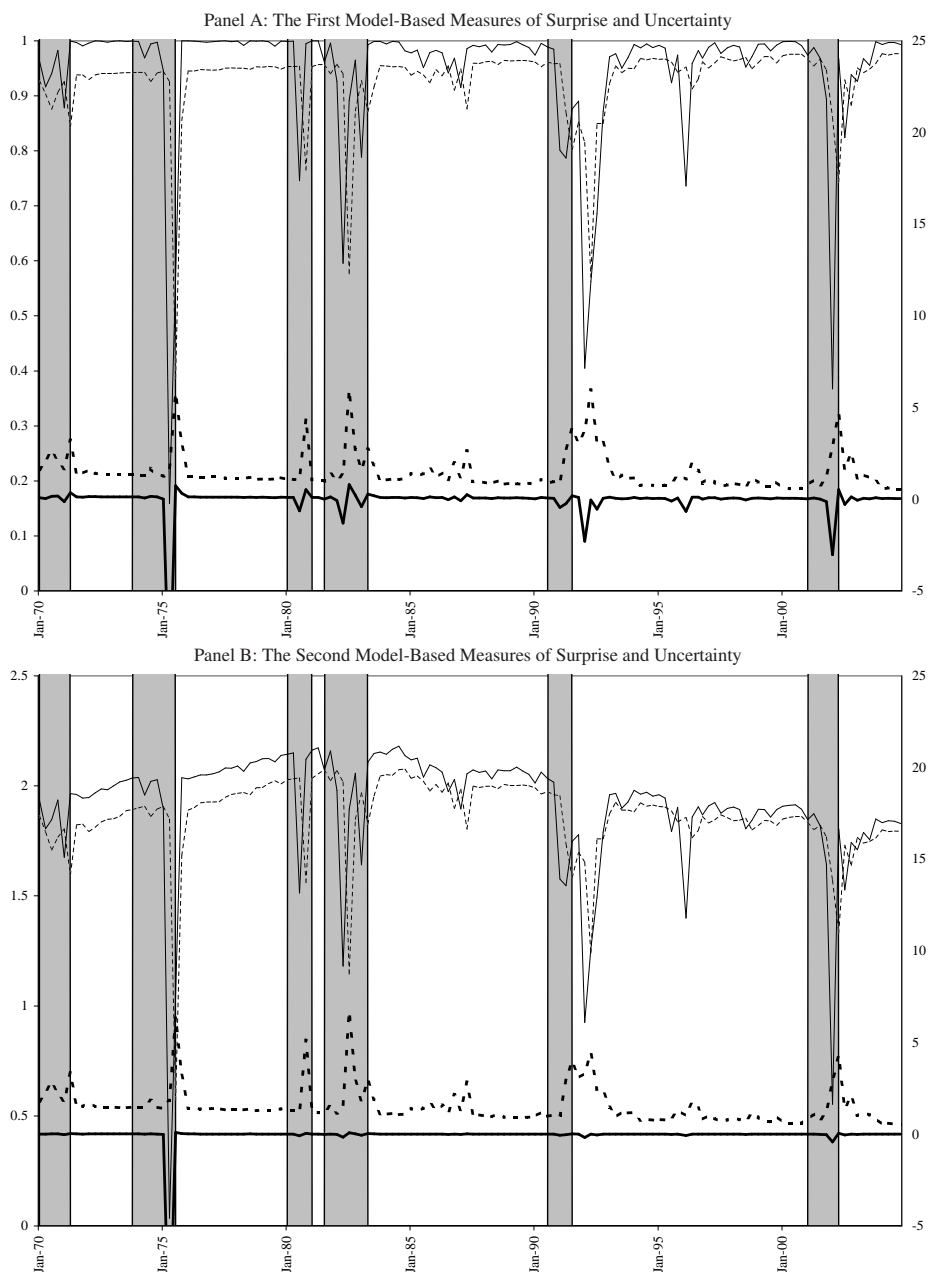 Panel A: The First Model-Based Measures of Surprise and Uncertainty
1
0.9
0.8
0.7
0.6
0.5
0.4
0.3
0.2
0.1
0
25
20
15
10
5
0
-5
Jan-70
Jan-75
Jan-80
Jan-85
Jan-90
Jan-95
Jan-00
Panel B: The Second Model-Based Measures of Surprise and Uncertainty
2.5
2
1.5
1
0.5
0
25
20
15
10
5
0
-5
Jan-70
Jan-75
Jan-80
Jan-85
Jan-90
Jan-95
Jan-00